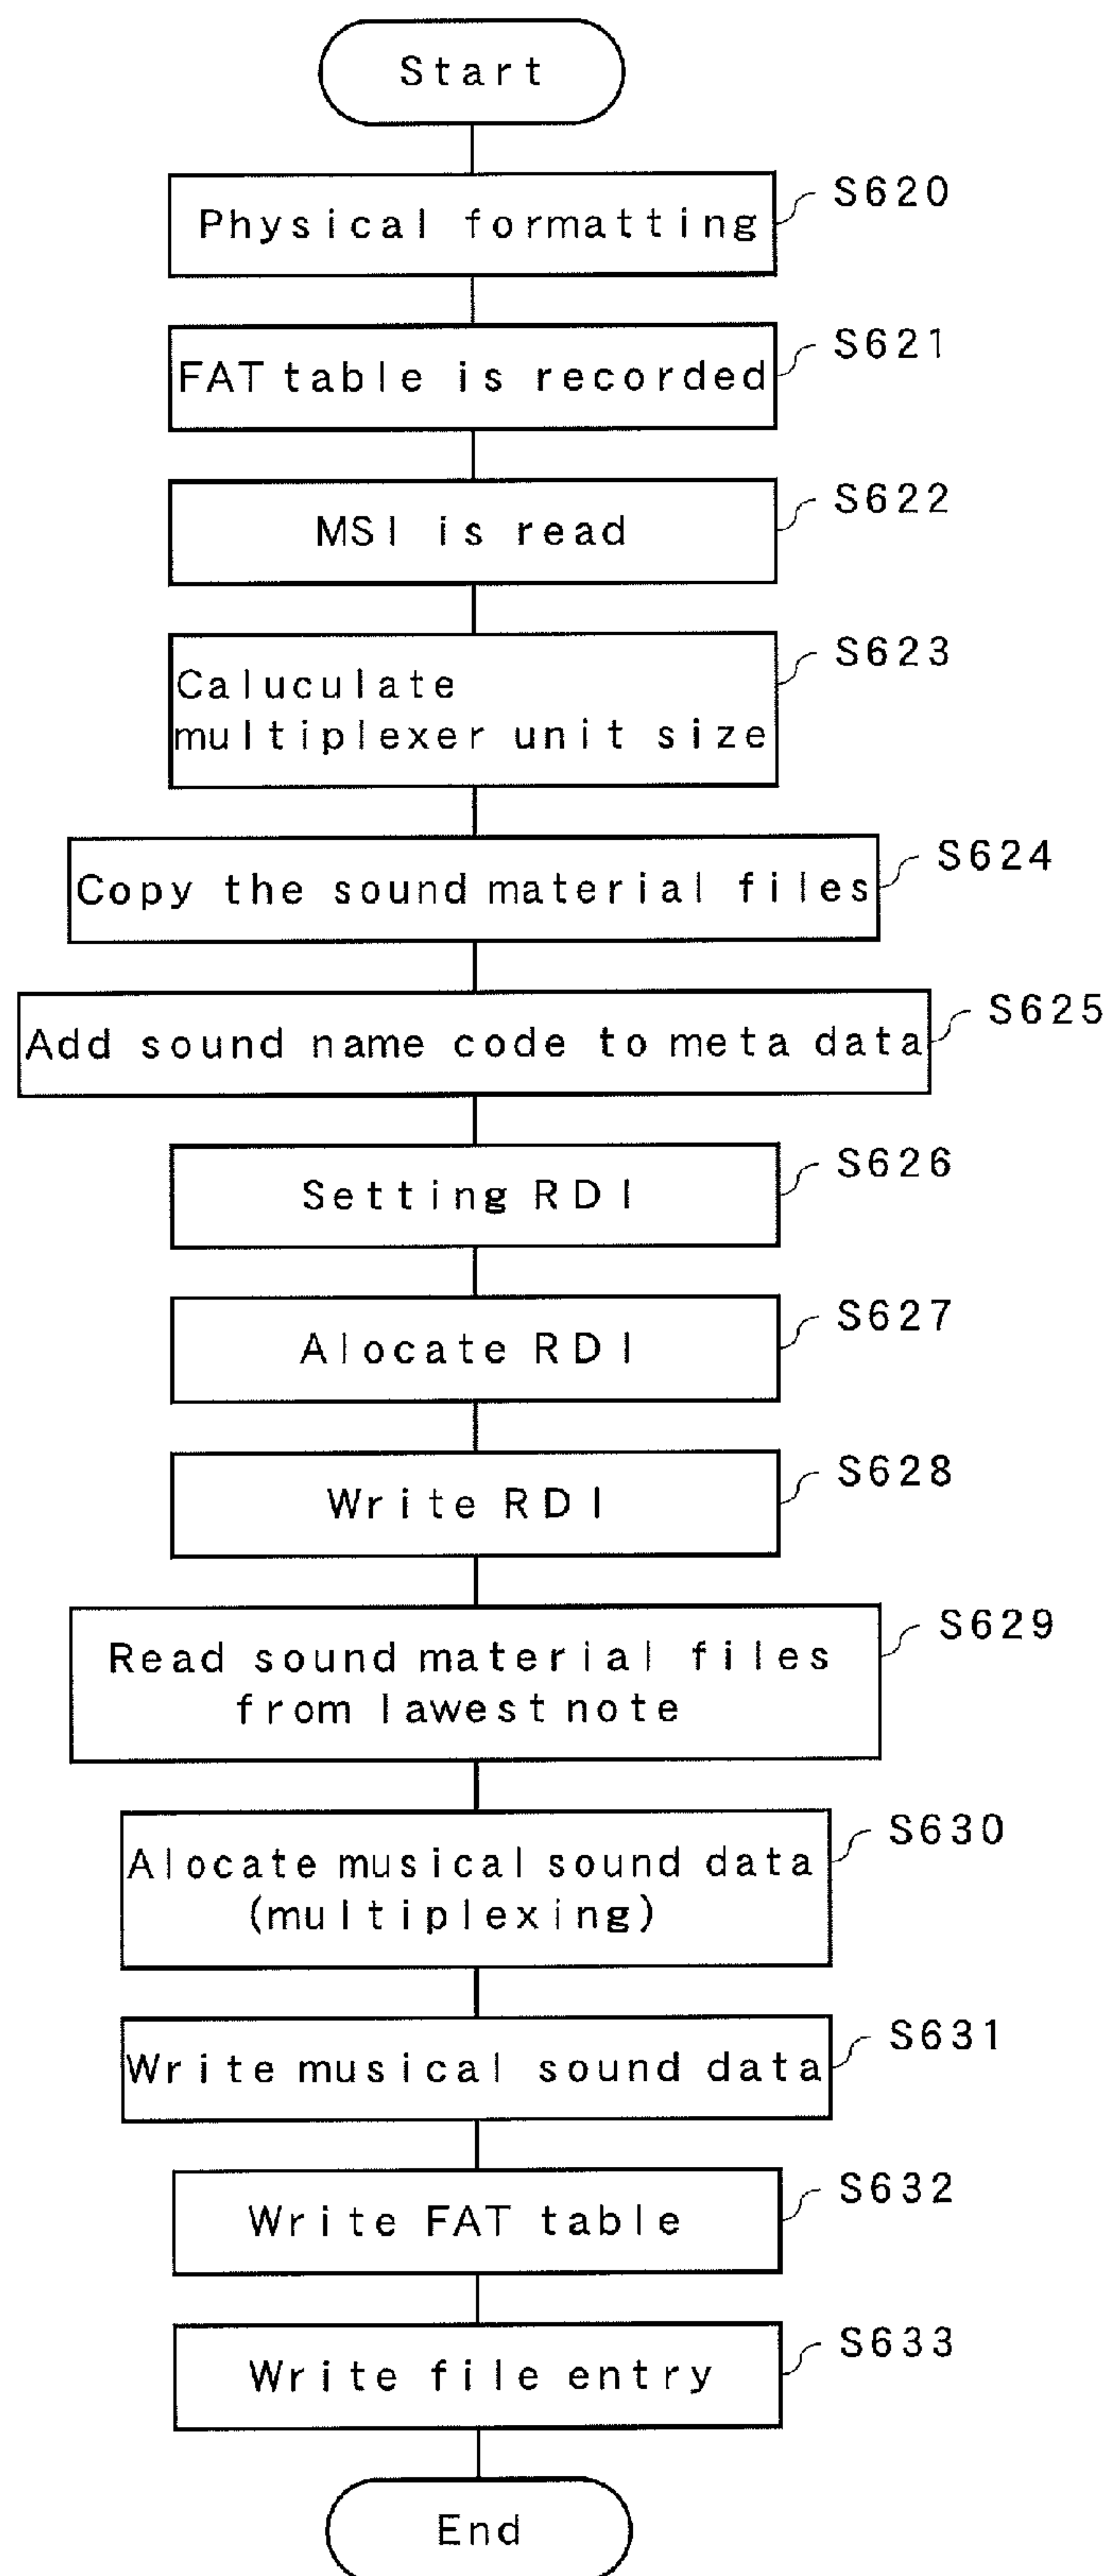 Start
Physical formatting
S620
FAT table is recorded
S621
MSI is read
S622
Caluculate
multiplexer unit size
S623
Copy the sound material files
S624
Add sound name code to meta data
S625
Setting RDI
S626
Alocate RDI
S627
Write RDI
S628
Read sound material files
from lawest note
S629
Alocate musical sound data
(multiplexing)
S630
Write musical sound data
S631
Write FAT table
S632
Write file entry
S633
End